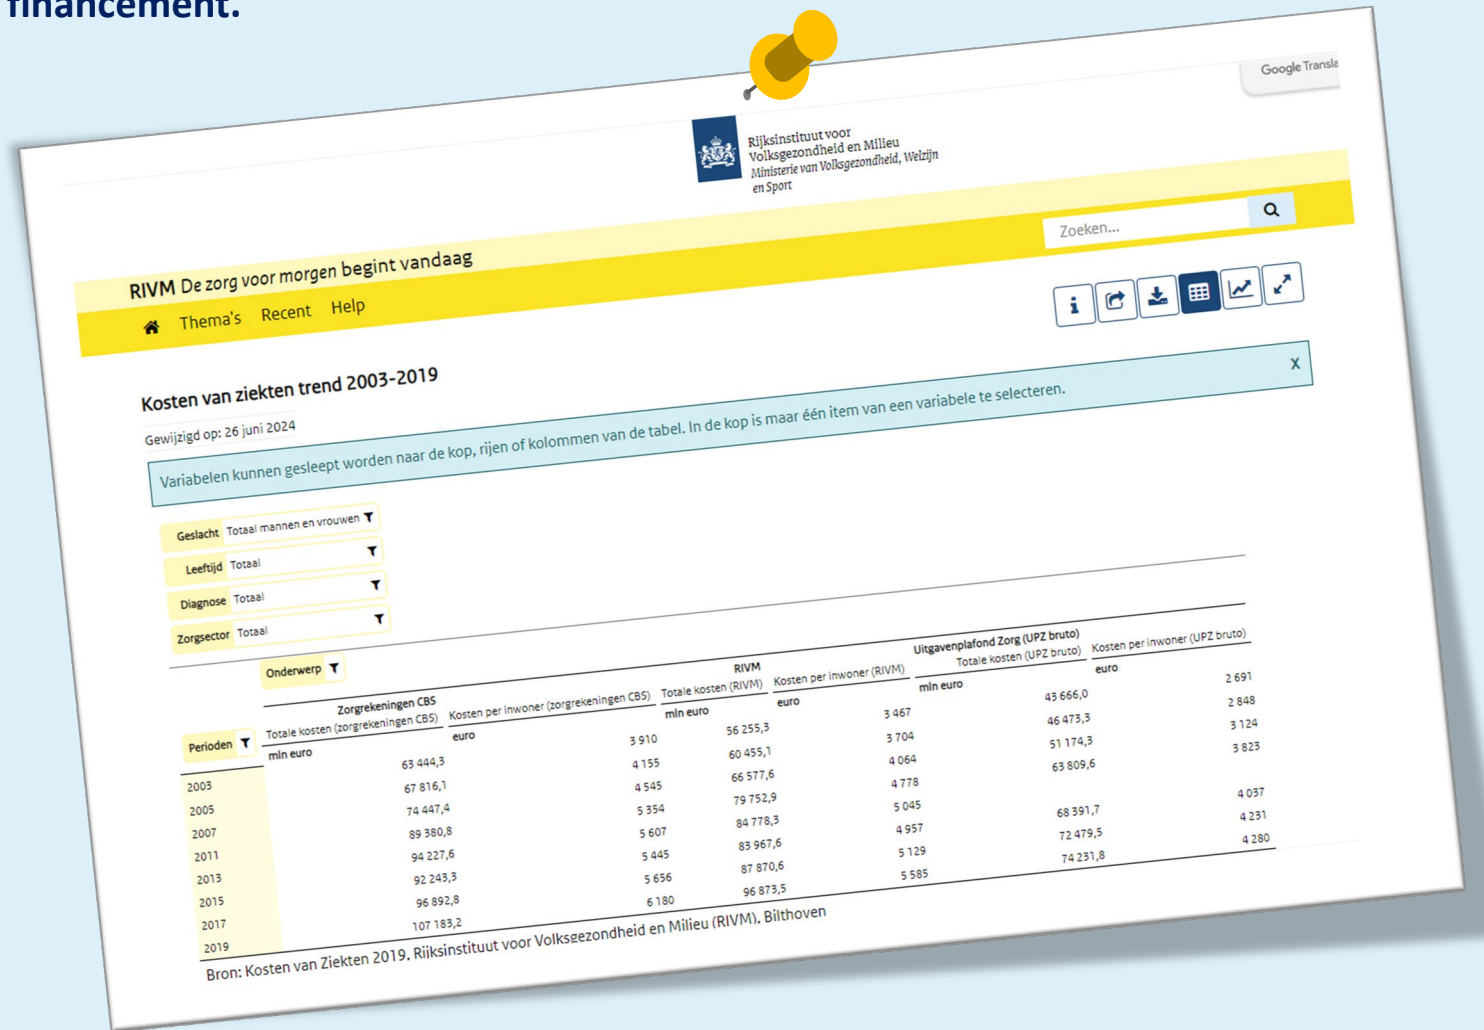 financement.
Google Transla
Rijksinstituut voor
Volksgezondheid en Milieu
Ministerie van Volksgezondheid, Welzijn
en Sport
RIVM De zorg voor morgen begint vandaag
Zoeken...
Thema's Recent Help
Kosten van ziekten trend 2003-2019
Gewijzigd op: 26 juni 2024
Variabelen kunnen gesleept worden naar de kop, rijen of kolommen van de tabel. In de kop is maar één item van een variabele te selecteren. X
Geslacht Totaal mannen en vrouwen
Leeftijd Totaal
Diagnose Totaal
Zorgsector Totaal
Onderwerp
Zorgrekeningen CBS RIVM Uitgavenplafond Zorg (UPZ bruto)
Totale kosten (zorgrekeningen CBS) Kosten per inwoner (zorgrekeningen CBS) Totale kosten (RIVM) Kosten per inwoner (RIVM) Totale kosten (UPZ bruto) Kosten per inwoner (UPZ bruto)
Perioden mln euro euro mln euro euro mln euro euro
2003 63 444,3 3 910 56 255,3 3 467 43 666,0 2 691
2005 67 816,1 4 155 60 455,1 3 704 46 473,3 2 848
2007 74 447,4 4 545 66 577,6 4 064 51 174,3 3 124
2011 89 380,8 5 354 79 752,9 4 778 63 809,6 3 823
2013 94 227,6 5 607 84 778,3 5 045
2015 92 243,3 5 445 83 967,6 4 957 68 391,7 4 037
2017 96 892,8 5 656 87 870,6 5 129 72 479,5 4 231
2019 107 183,2 6 180 96 873,5 5 585 74 231,8 4 280
Bron: Kosten van Ziekten 2019, Rijksinstituut voor Volksgezondheid en Milieu (RIVM), Bilthoven